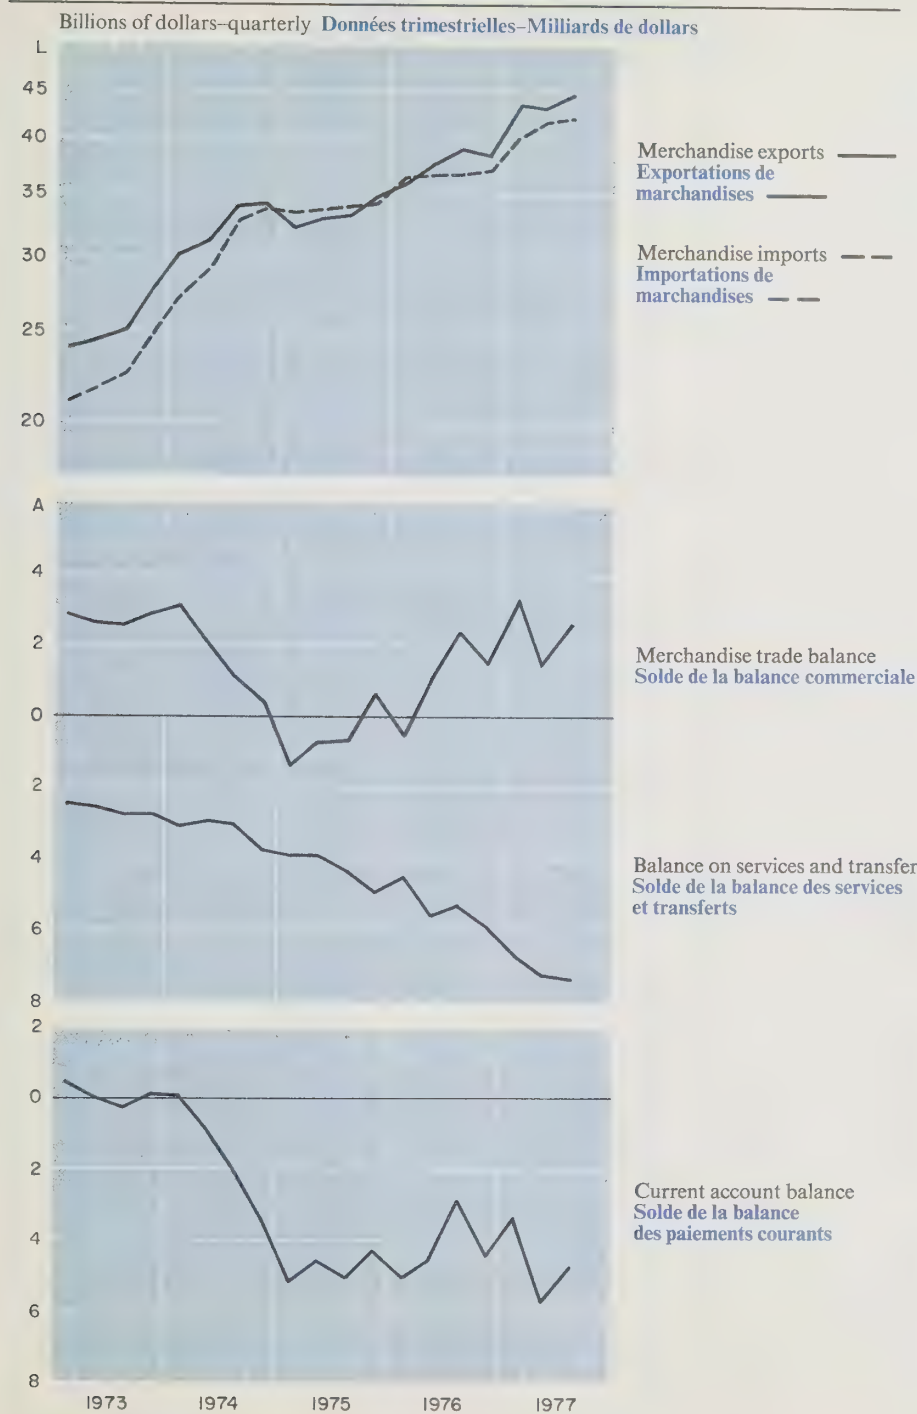 Billions of dollars–quarterly Données trimestrielles–Milliards de dollars
L
45
40
35
30
25
20
Merchandise exports
Exportations de
marchandises
Merchandise imports
Importations de
marchandises
A
4
2
0
2
4
6
8
Merchandise trade balance
Solde de la balance commerciale
Balance on services and transfer
Solde de la balance des services
et transferts
2
0
2
4
6
8
Current account balance
Solde de la balance
des paiements courants
1973 1974 1975 1976 1977